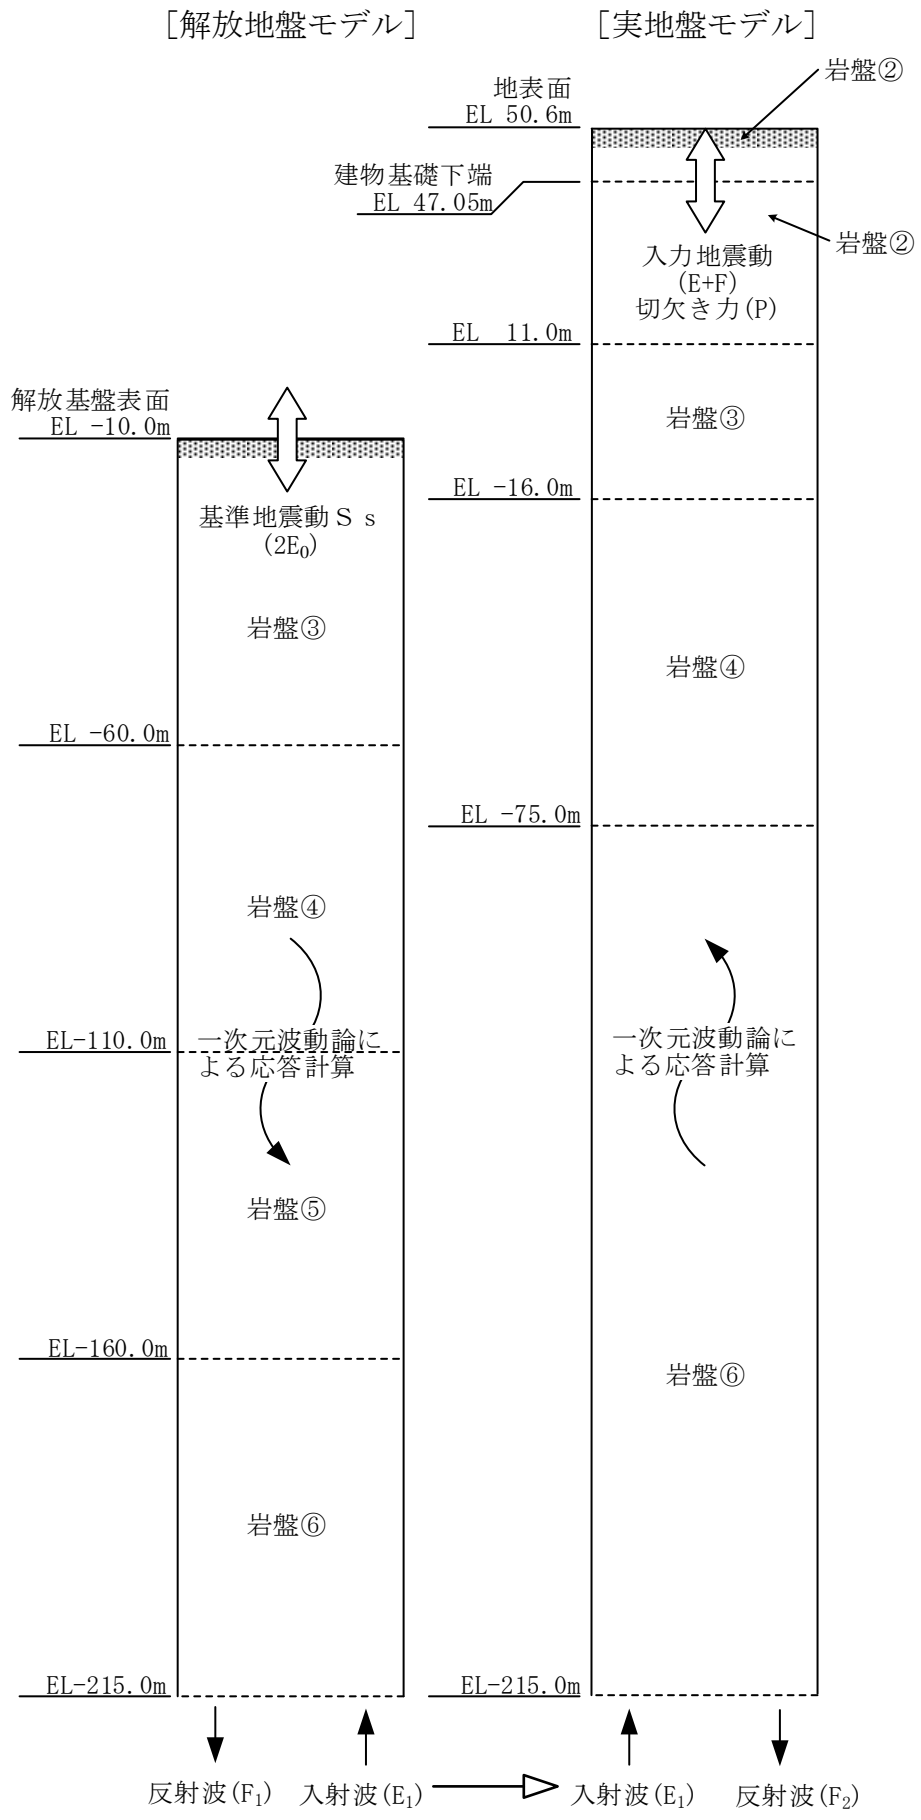 ［解放地盤モデル］
解放基盤表面
EL -10.0m
基準地震動Ｓｓ
(2E₀)
岩盤③
EL -60.0m
岩盤④
EL-110.0m
一次元波動論に
よる応答計算
岩盤⑤
EL-160.0m
岩盤⑥
EL-215.0m
反射波(F₁)
入射波(E₁)
［実地盤モデル］
岩盤②
地表面
EL 50.6m
建物基礎下端
EL 47.05m
岩盤②
入力地震動
(E+F)
切欠き力(P)
EL 11.0m
岩盤③
EL -16.0m
岩盤④
EL -75.0m
一次元波動論に
よる応答計算
岩盤⑥
EL-215.0m
入射波(E₁)
反射波(F₂)